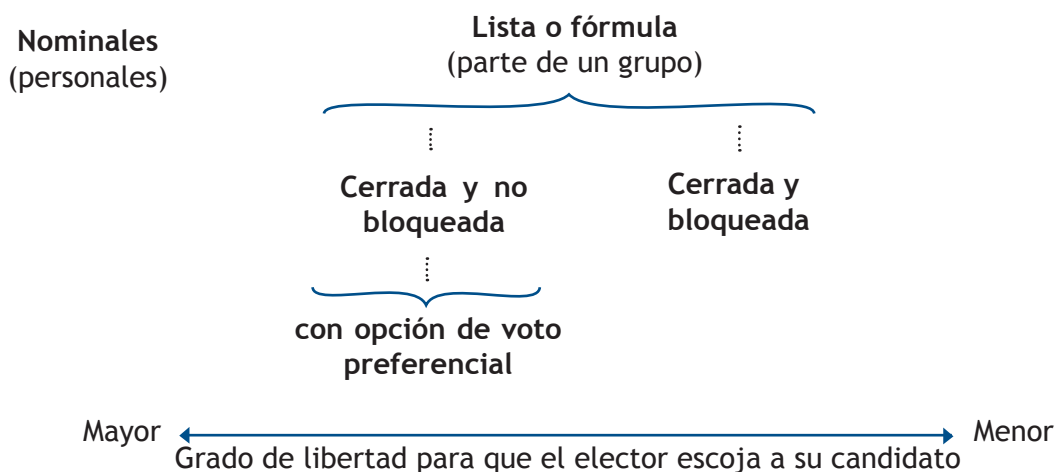 Nominales
(personales)
Lista o fórmula
(parte de un grupo)
Cerrada y no
bloqueada
Cerrada y
bloqueada
con opción de voto
preferencial
Mayor
Menor
Grado de libertad para que el elector escoja a su candidato